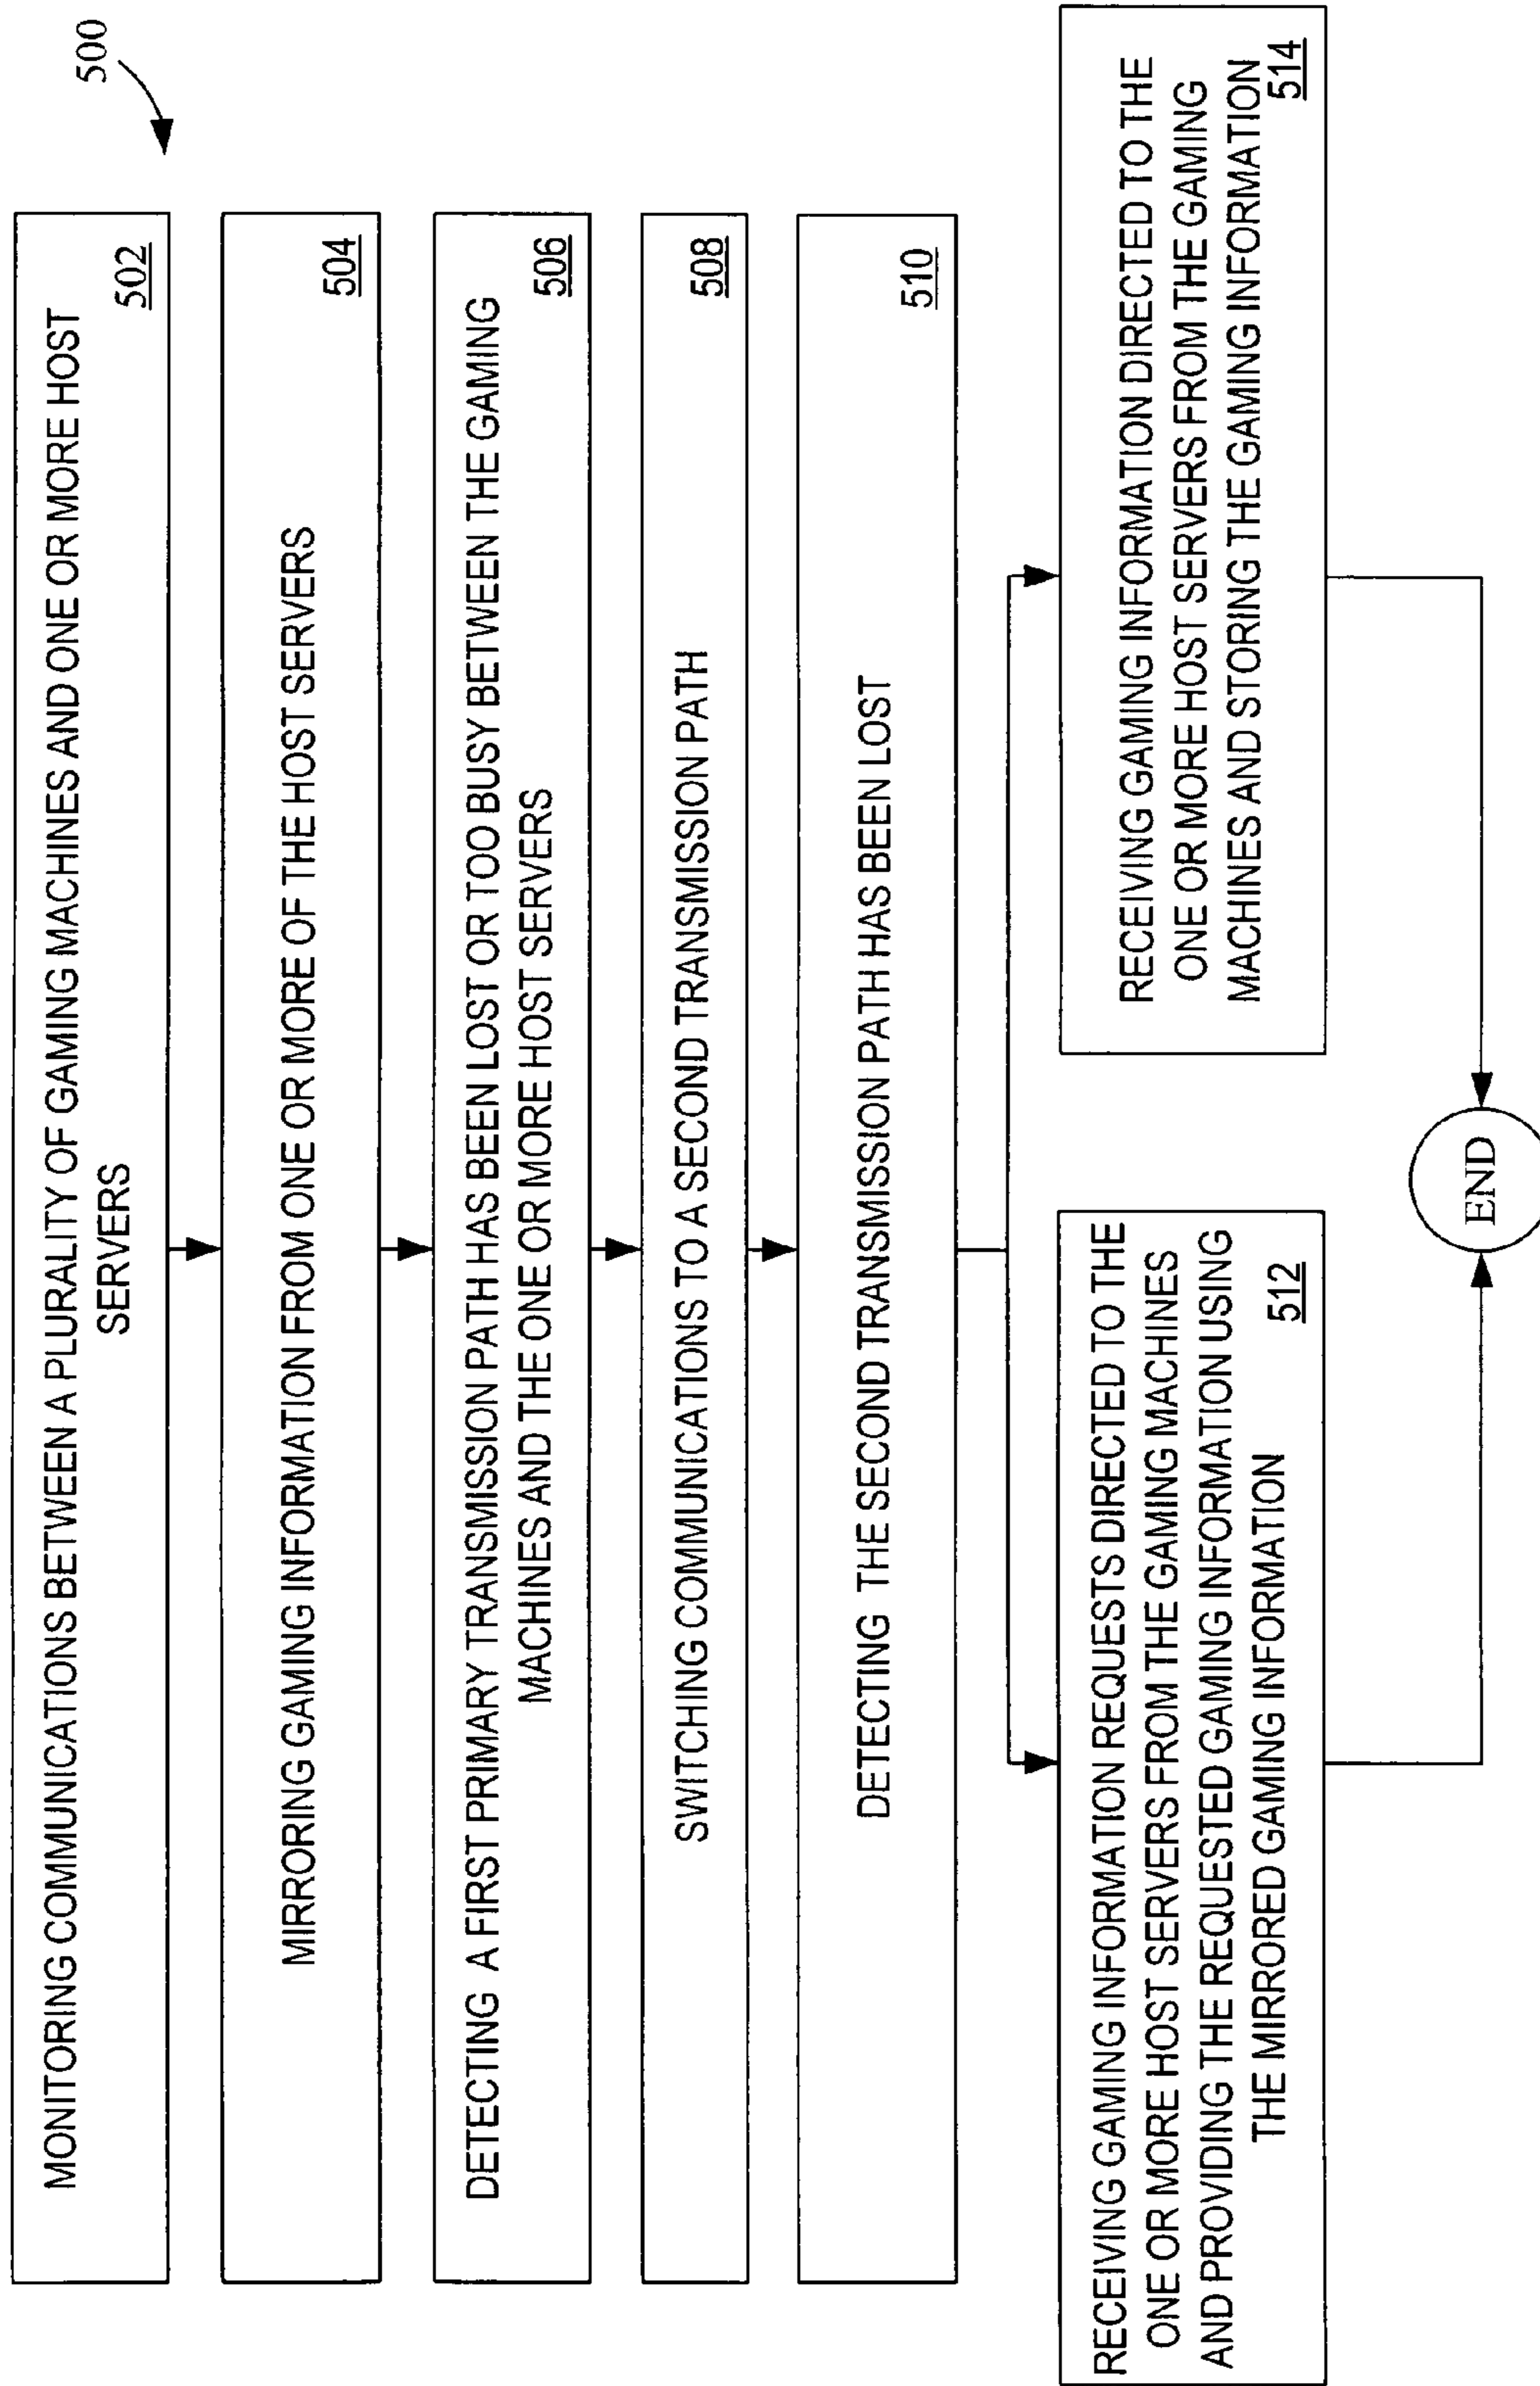 500
MONITORING COMMUNICATIONS BETWEEN A PLURALITY OF GAMING MACHINES AND ONE OR MORE HOST
SERVERS
502
MIRRORING GAMING INFORMATION FROM ONE OR MORE OF THE HOST SERVERS
504
DETECTING A FIRST PRIMARY TRANSMISSION PATH HAS BEEN LOST OR TOO BUSY BETWEEN THE GAMING
MACHINES AND THE ONE OR MORE HOST SERVERS
506
SWITCHING COMMUNICATIONS TO A SECOND TRANSMISSION PATH
508
DETECTING THE SECOND TRANSMISSION PATH HAS BEEN LOST
510
RECEIVING GAMING INFORMATION REQUESTS DIRECTED TO THE
ONE OR MORE HOST SERVERS FROM THE GAMING MACHINES
AND PROVIDING THE REQUESTED GAMING INFORMATION USING
THE MIRRORED GAMING INFORMATION
512
RECEIVING GAMING INFORMATION DIRECTED TO THE
ONE OR MORE HOST SERVERS FROM THE GAMING
MACHINES AND STORING THE GAMING INFORMATION
514
END